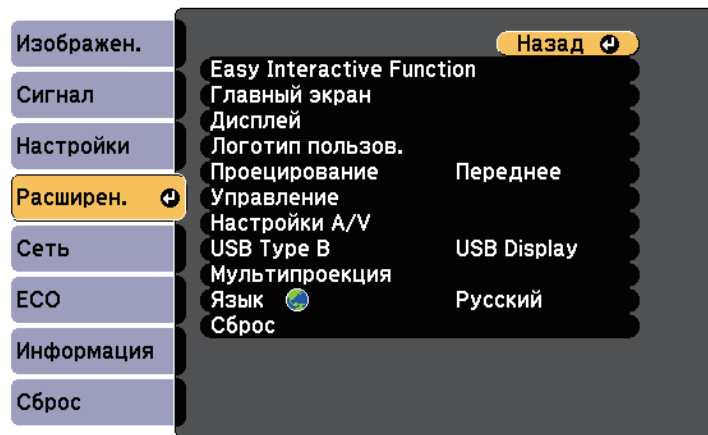 Изображен.
Сигнал
Настройки
Расширен.
Сеть
ECO
Информация
Сброс
Назад
Easy Interactive Function
Главный экран
Дисплей
Логотип пользов.
Проецирование Переднее
Управление
Настройки A/V
USB Type B USB Display
Мультипроекция
Язык Русский
Сброс